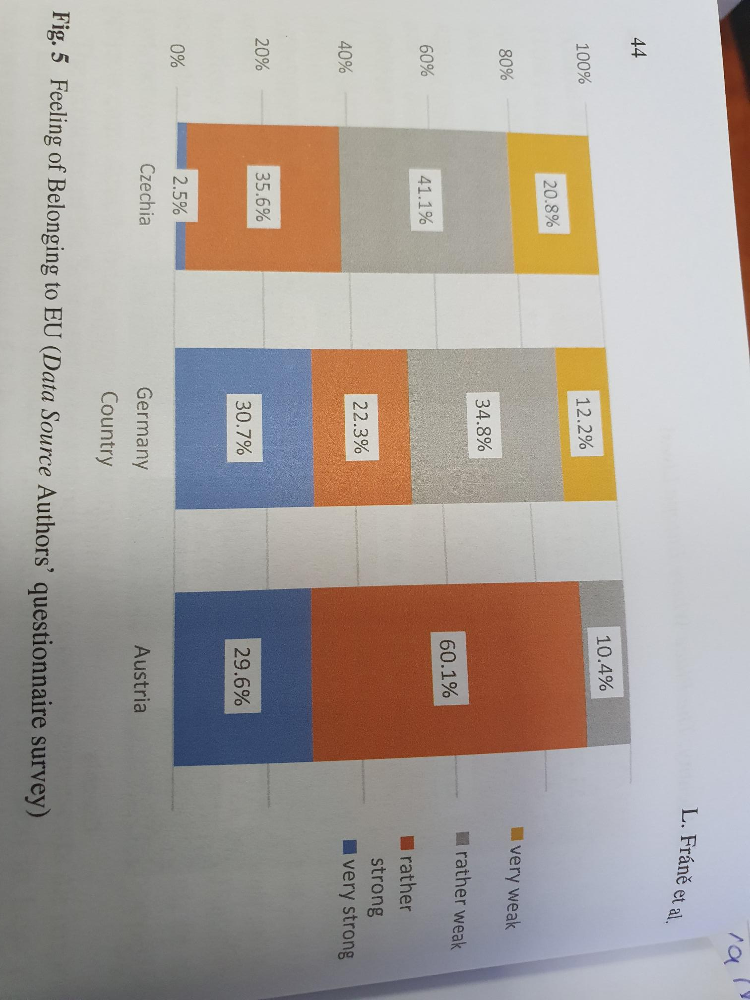 44
L. Fráně et al.
100%
80%
60%
40%
20%
0%
20.8%
41.1%
35.6%
2.5%
12.2%
34.8%
22.3%
30.7%
10.4%
60.1%
29.6%
Czechia
Germany
Austria
Country
very weak
rather weak
rather
strong
very strong
Fig. 5 Feeling of Belonging to EU (Data Source Authors’ questionnaire survey)